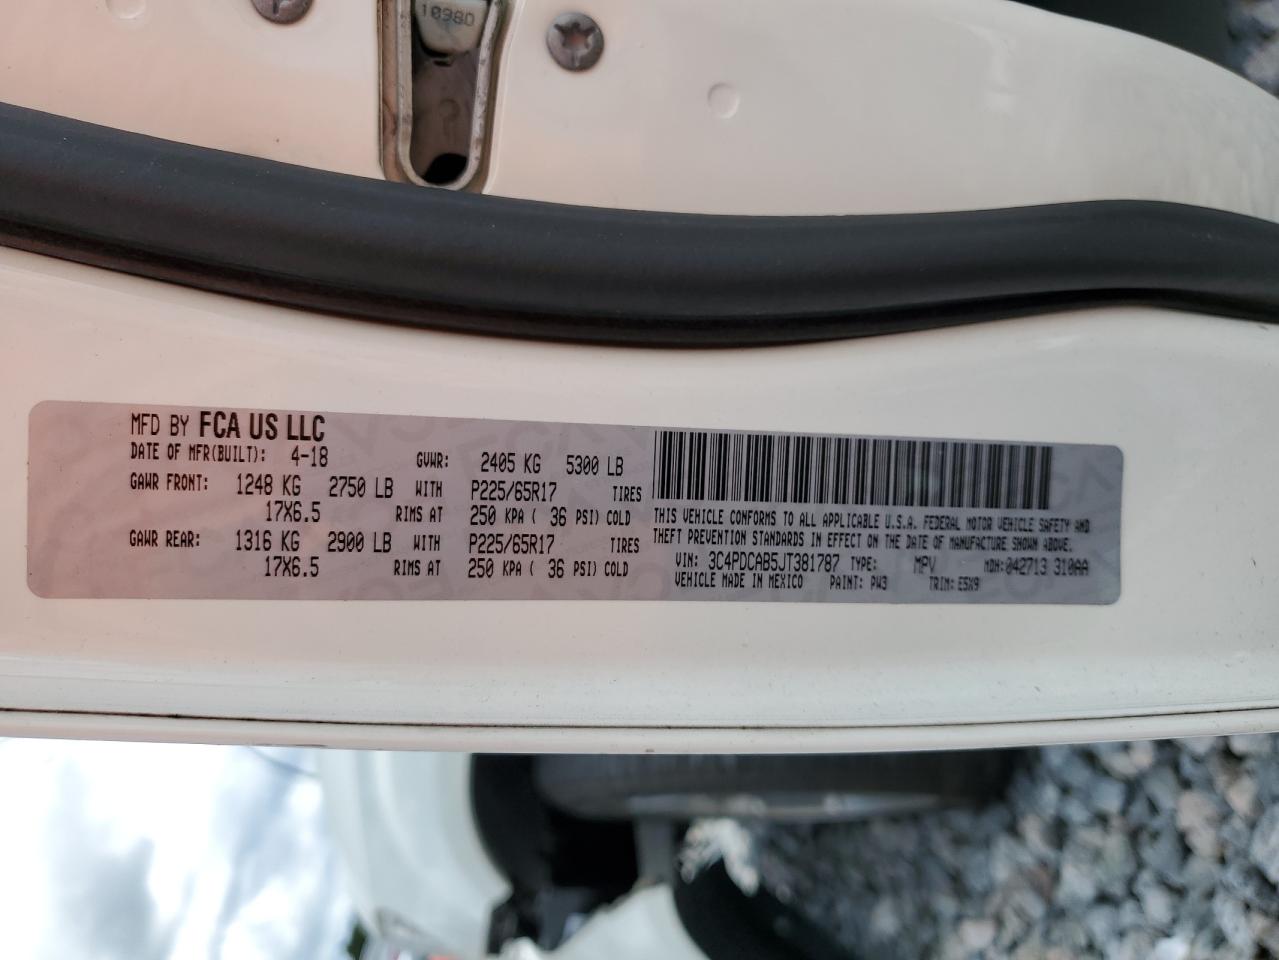 10980
MFD BY FCA US LLC
DATE OF MFR(BUILT): 4-18 GVWR: 2405 KG 5300 LB
GAWR FRONT: 1248 KG 2750 LB WITH P225/65R17 TIRES
17X6.5 RIMS AT 250 KPA ( 36 PSI) COLD
GAWR REAR: 1316 KG 2900 LB WITH P225/65R17 TIRES
17X6.5 RIMS AT 250 KPA ( 36 PSI) COLD
THIS VEHICLE CONFORMS TO ALL APPLICABLE U.S.A. FEDERAL MOTOR VEHICLE SAFETY AND
THEFT PREVENTION STANDARDS IN EFFECT ON THE DATE OF MANUFACTURE SHOWN ABOVE.
VIN: 3C4PDCAB5JT381787 TYPE: MPV MDH: 042713 310AA
VEHICLE MADE IN MEXICO PAINT: PW3 TRIM: E5X9